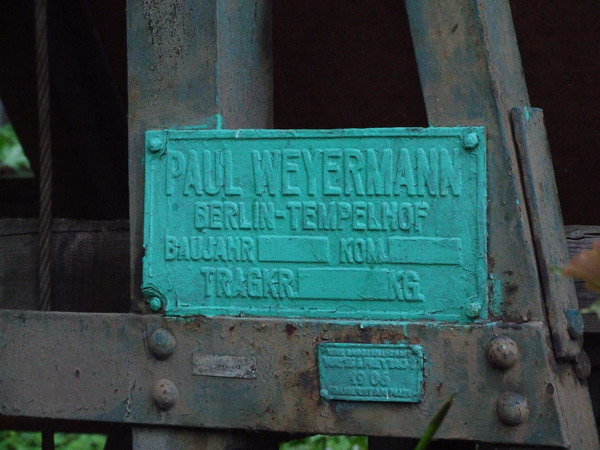 PAUL WEYERMANN
BERLIN-TEMPELHOF
BAUJAHR KOM.
TRAGKR. KG.
1906